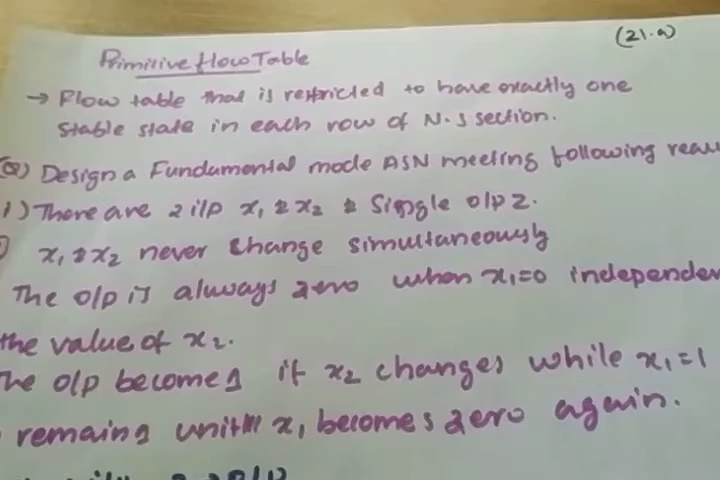 (21.a)
Primitive flow Table
→ Flow table that is restricted to have exactly one
stable state in each row of N.S section.
(Q) Design a Fundamental mode ASN meeting following
1) There are 2 i/p x₁ & x₂ & Single o/p Z.
x₁ & x₂ never change simultaneously
The o/p is always zero when x₁=0
the value of x₂.
The o/p becomes 1 if x₂ changes while x₁=1
remains x₁ becomes zero again.